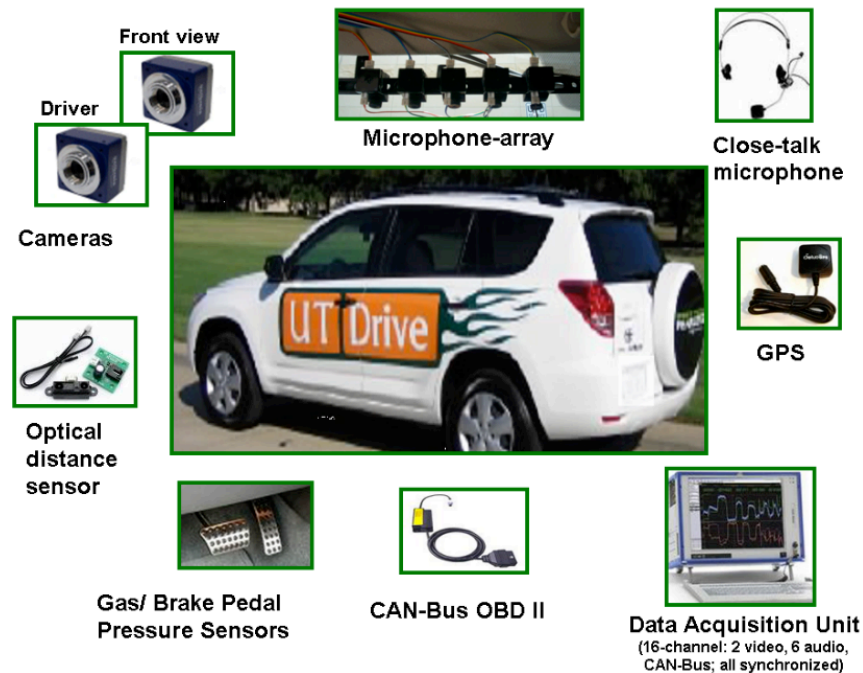 Front view
Driver
Cameras
Microphone-array
Close-talk
microphone
UT Drive
GPS
Optical
distance
sensor
Gas/ Brake Pedal
Pressure Sensors
CAN-Bus OBD II
Data Acquisition Unit
(16-channel: 2 video, 6 audio,
CAN-Bus; all synchronized)